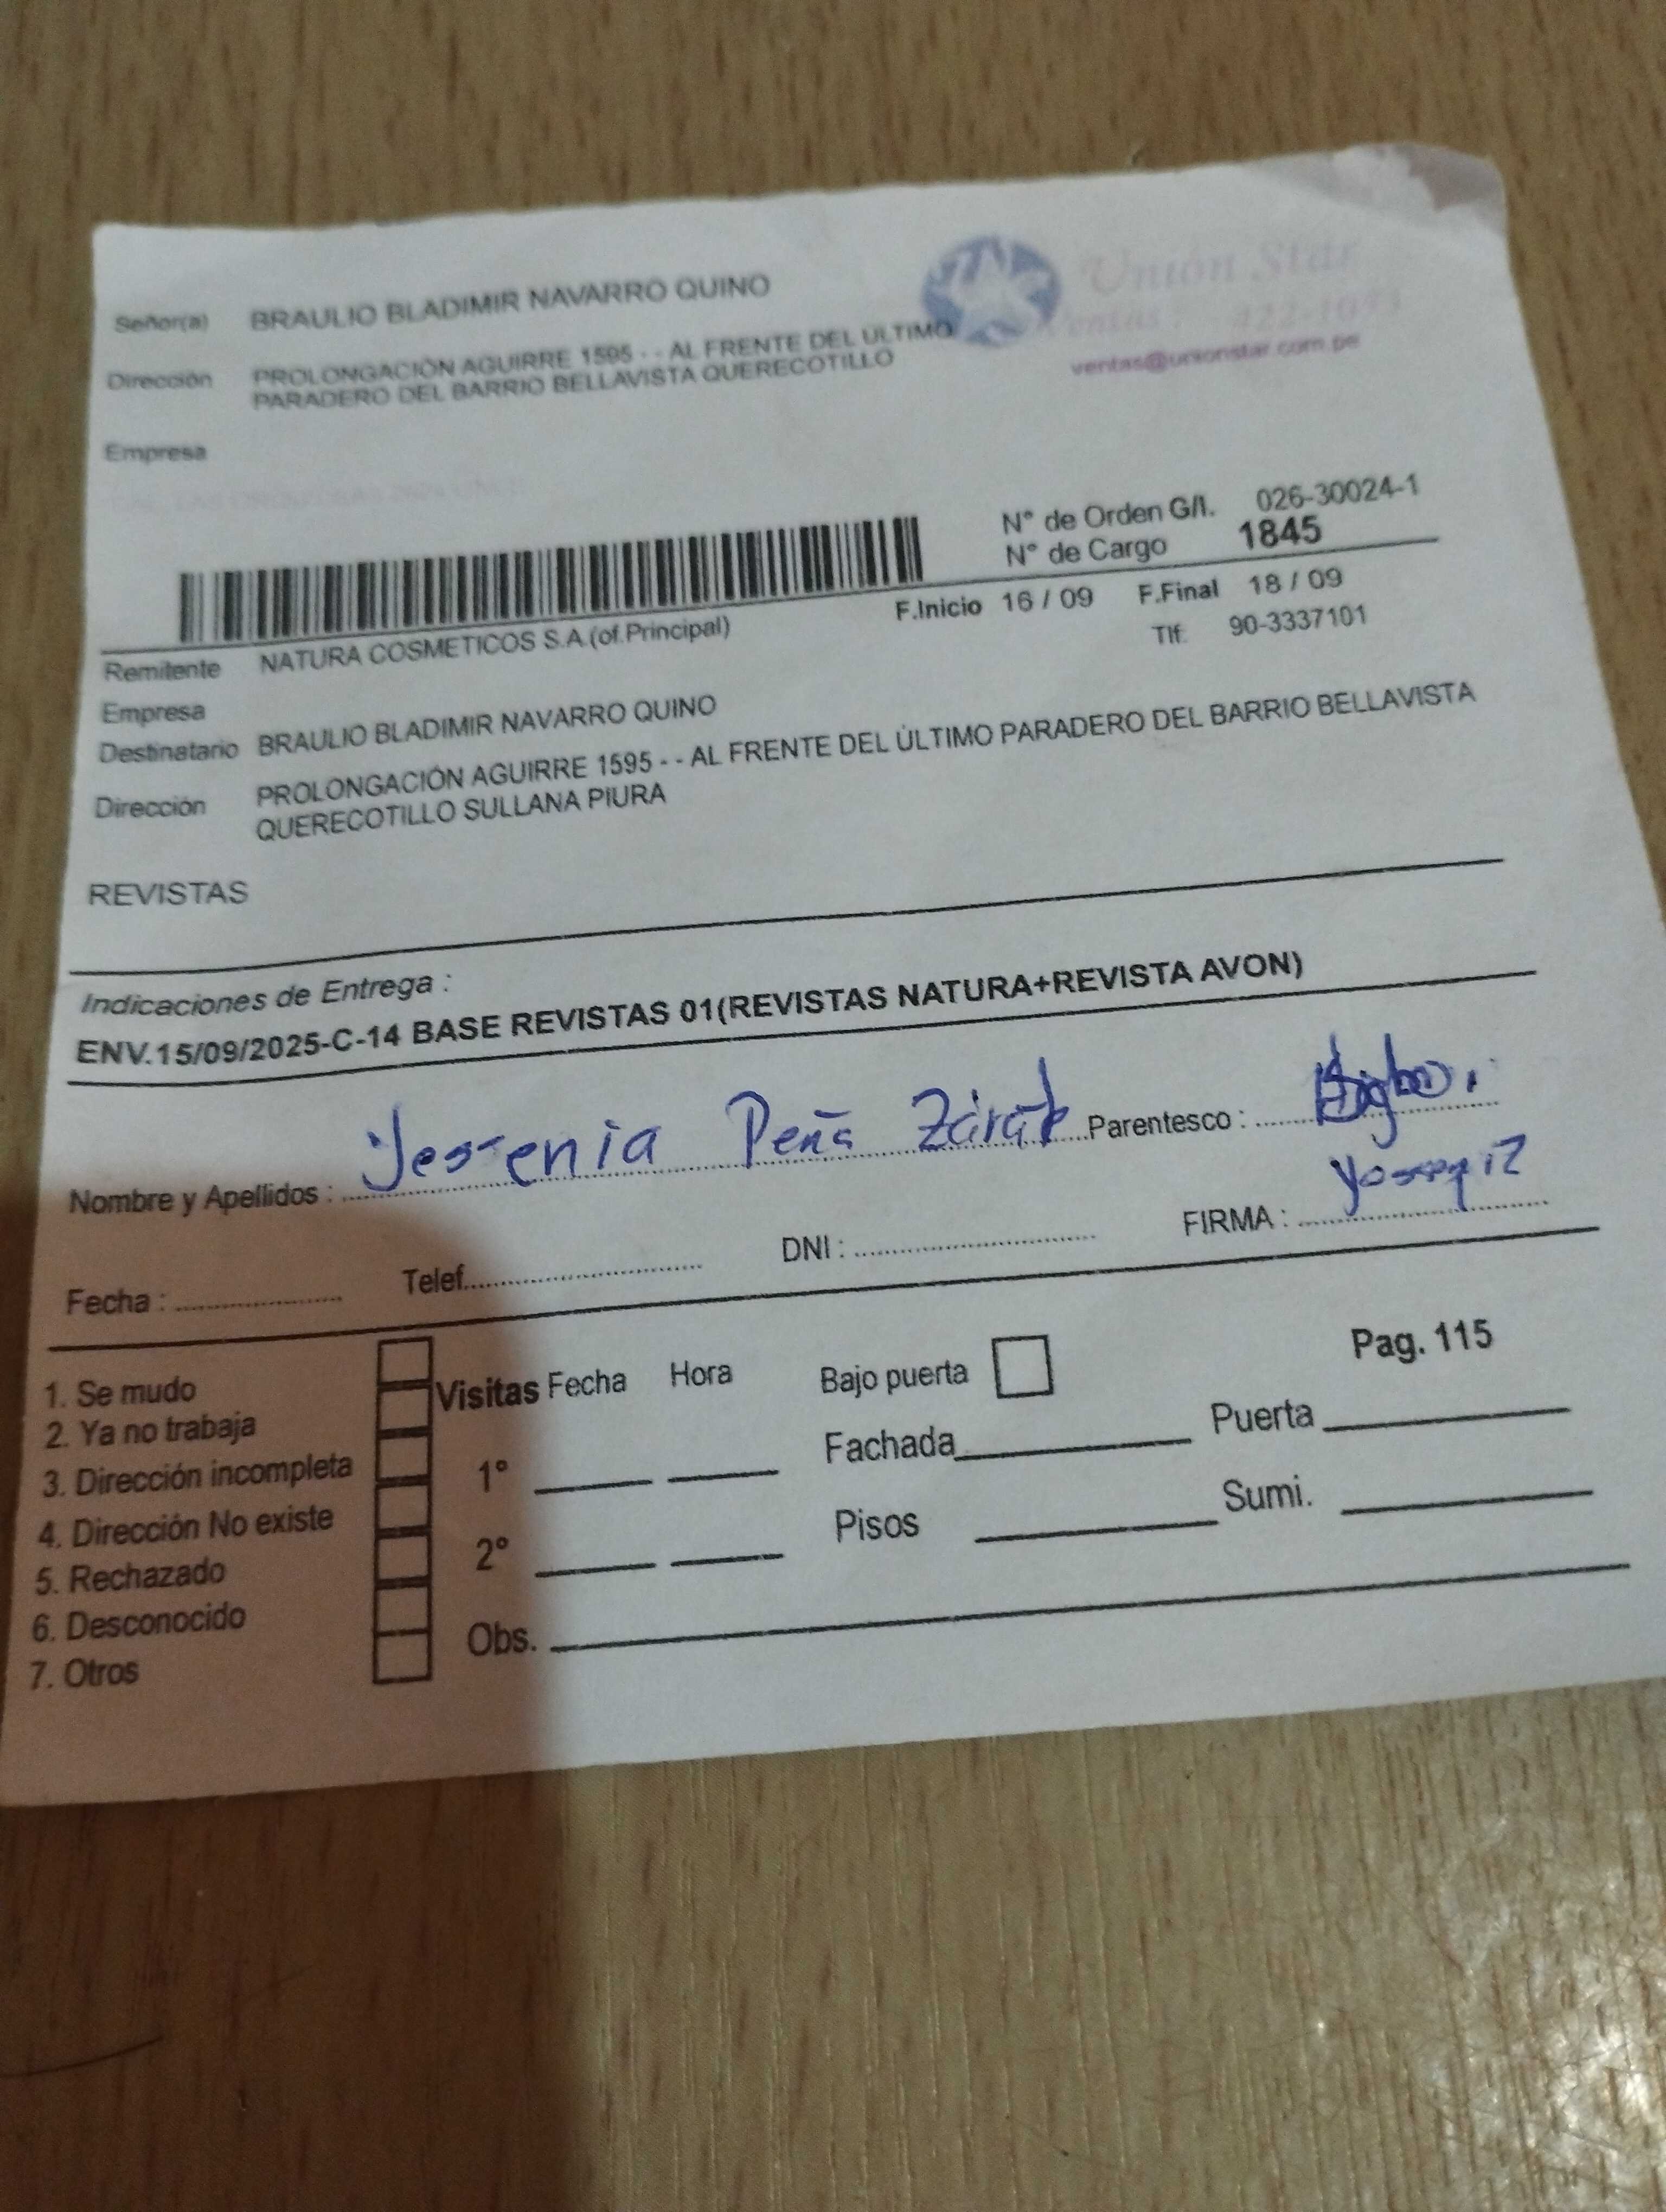 Unión Star
Ventas: 422-10
ventas@unionstar.com.pe
Señor(a) BRAULIO BLADIMIR NAVARRO QUINO
Dirección PROLONGACIÓN AGUIRRE 1595 - - AL FRENTE DEL ÚLTIMO
PARADERO DEL BARRIO BELLAVISTA QUERECOTILLO
Empresa
N° de Orden G/I. 026-30024-1
N° de Cargo 1845
F.Inicio 16 / 09 F.Final 18 / 09
Tlf: 90-3337101
Remitente NATURA COSMETICOS S.A.(of.Principal)
Empresa
Destinatario BRAULIO BLADIMIR NAVARRO QUINO
Dirección PROLONGACIÓN AGUIRRE 1595 - - AL FRENTE DEL ÚLTIMO PARADERO DEL BARRIO BELLAVISTA
QUERECOTILLO SULLANA PIURA
REVISTAS
Indicaciones de Entrega :
ENV.15/09/2025-C-14 BASE REVISTAS 01(REVISTAS NATURA+REVISTA AVON)
Nombre y Apellidos : Yessenia Peña Zárate Parentesco :
Fecha : Telef. DNI : FIRMA :
Pag. 115
1. Se mudo
2. Ya no trabaja
3. Dirección incompleta
4. Dirección No existe
5. Rechazado
6. Desconocido
7. Otros
Visitas Fecha Hora
1°
2°
Obs.
Bajo puerta
Fachada Puerta
Pisos Sumi.